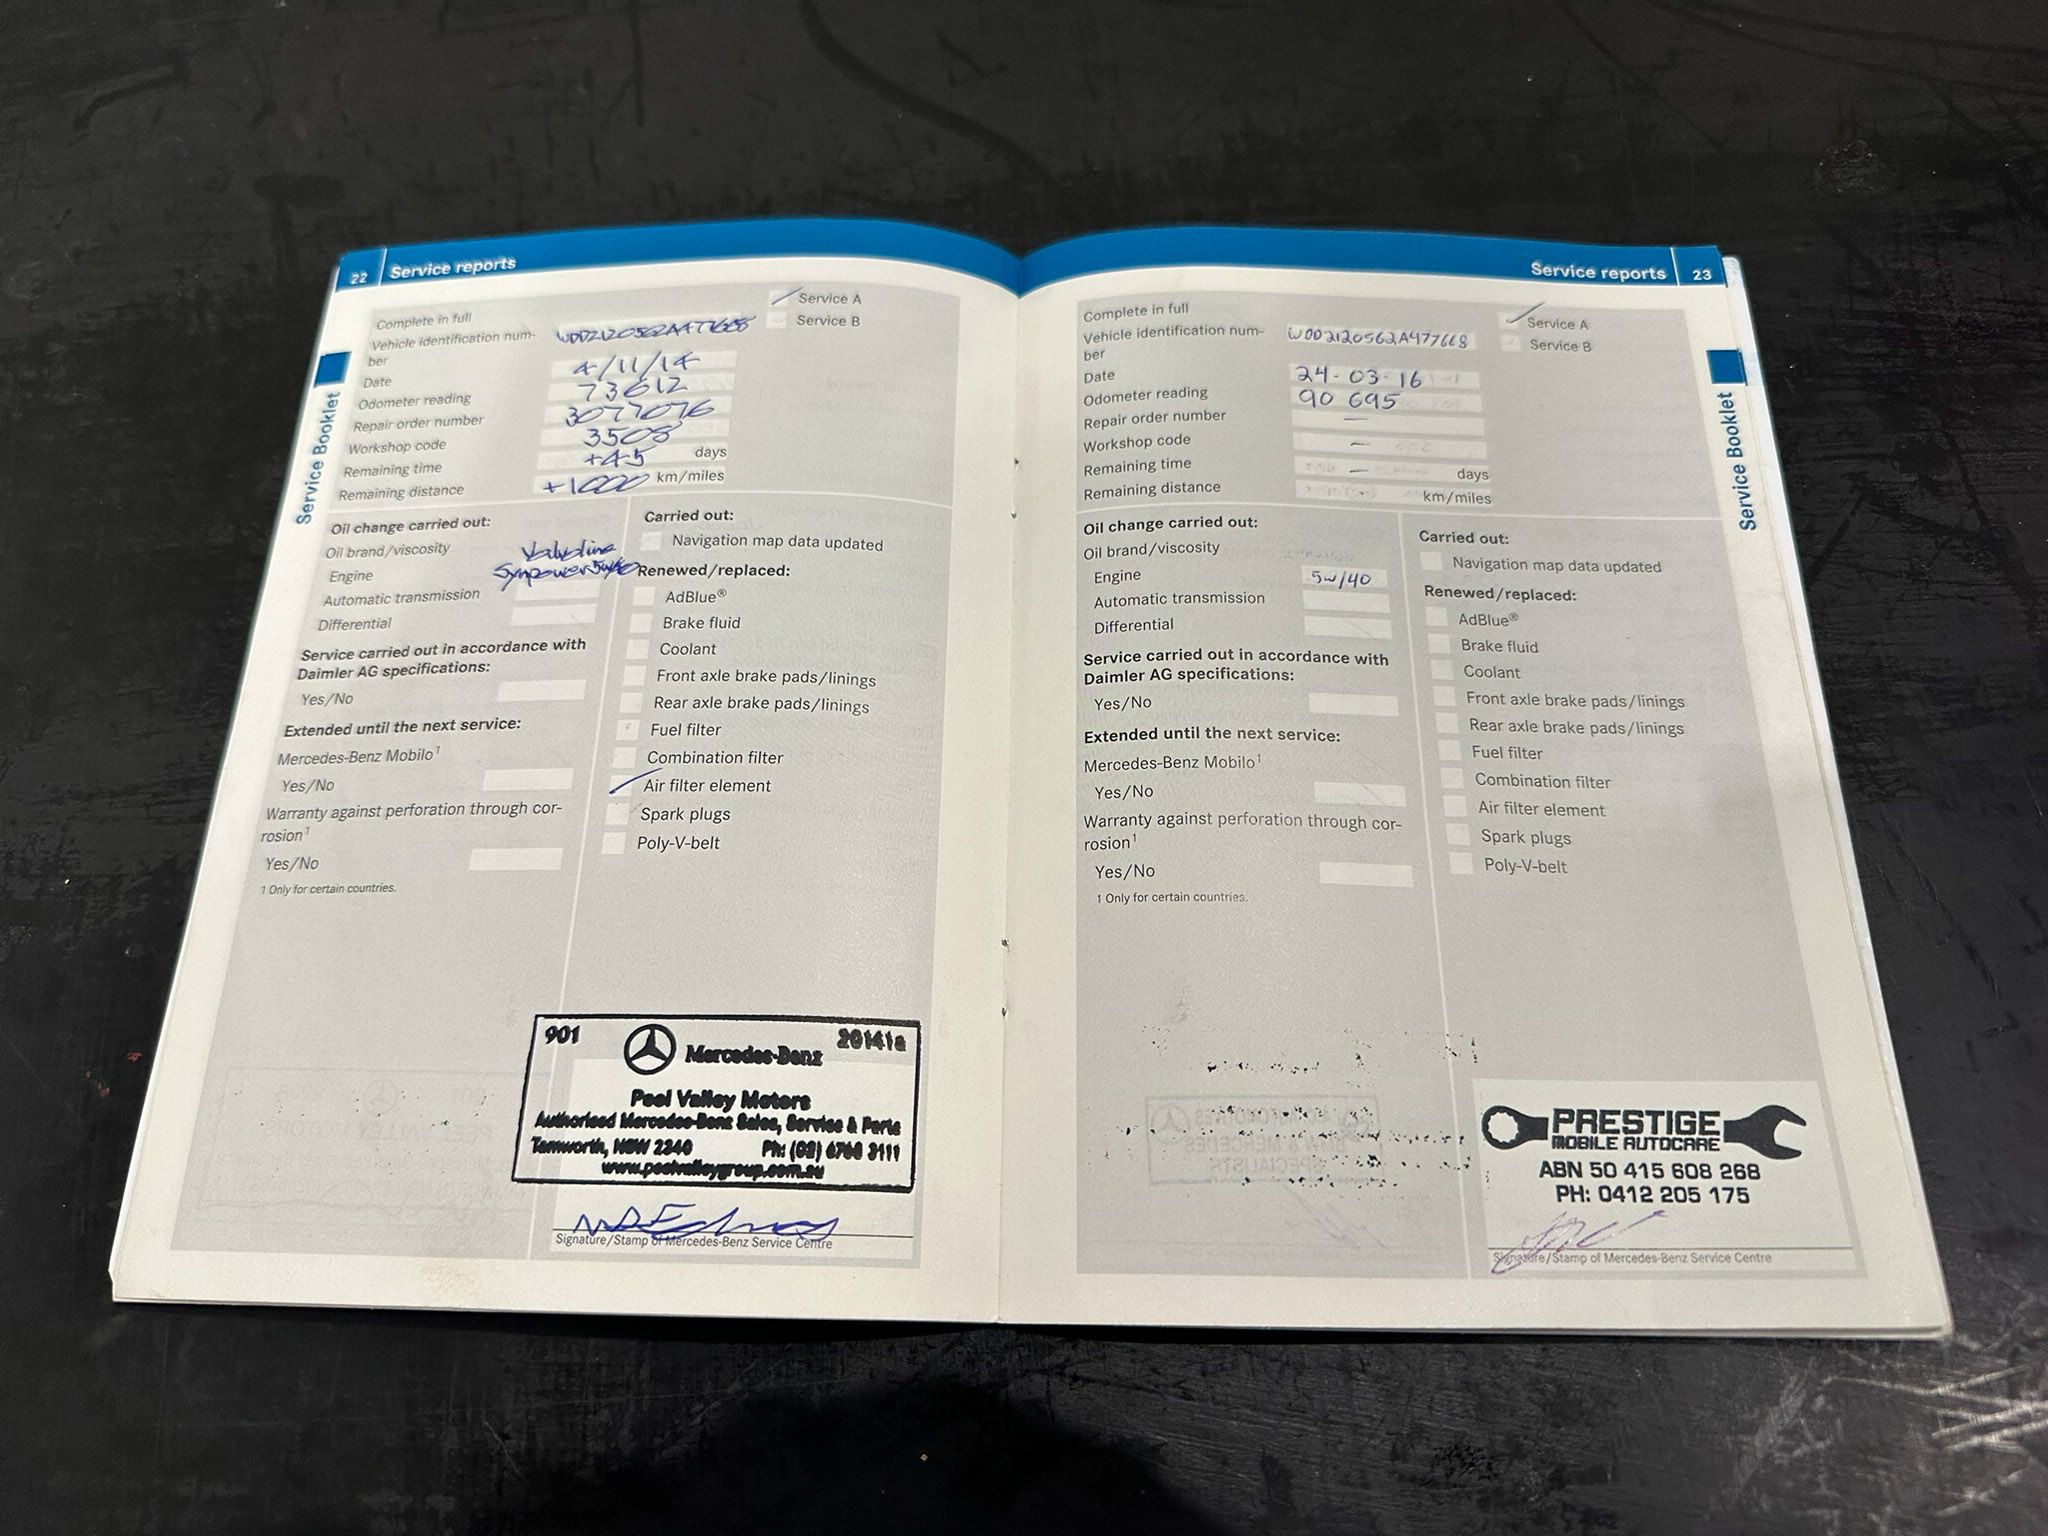 22 Service reports
Complete in full
Service A
Service B
Vehicle identification num-
ber
WDD2120562A477668
Date 4/11/14
Odometer reading 73612
Repair order number 3077076
Workshop code 3508
Remaining time +45 days
Remaining distance +1000 km/miles
Service Booklet
Oil change carried out:
Oil brand/viscosity Valvoline
Engine Synpower 5w40
Automatic transmission
Differential
Service carried out in accordance with
Daimler AG specifications:
Yes/No
Extended until the next service:
Mercedes-Benz Mobilo1
Yes/No
Warranty against perforation through cor-
rosion1
Yes/No
1 Only for certain countries.
Carried out:
Navigation map data updated
Renewed/replaced:
AdBlue®
Brake fluid
Coolant
Front axle brake pads/linings
Rear axle brake pads/linings
Fuel filter
Combination filter
Air filter element
Spark plugs
Poly-V-belt
901 Mercedes-Benz
Peel Valley Motors
Authorised Mercedes-Benz Sales, Service & Parts
Tamworth, NSW 2340 Ph:
www.peelvalleygroup.com.au
Signature/Stamp of Mercedes-Benz Service Centre
Service reports 23
Complete in full
Service A
Service B
Vehicle identification num-
ber
WDD2120562A477668
Date 24-03-16
Odometer reading 90 695
Repair order number —
Workshop code —
Remaining time — days
Remaining distance km/miles
Service Booklet
Oil change carried out:
Oil brand/viscosity
Engine 5w/40
Automatic transmission
Differential
Service carried out in accordance with
Daimler AG specifications:
Yes/No
Extended until the next service:
Mercedes-Benz Mobilo1
Yes/No
Warranty against perforation through cor-
rosion1
Yes/No
1 Only for certain countries.
Carried out:
Navigation map data updated
Renewed/replaced:
AdBlue®
Brake fluid
Coolant
Front axle brake pads/linings
Rear axle brake pads/linings
Fuel filter
Combination filter
Air filter element
Spark plugs
Poly-V-belt
PRESTIGE
MOBILE AUTOCARE
ABN 50 415 608 268
PH: 0412 205 175
Signature/Stamp of Mercedes-Benz Service Centre